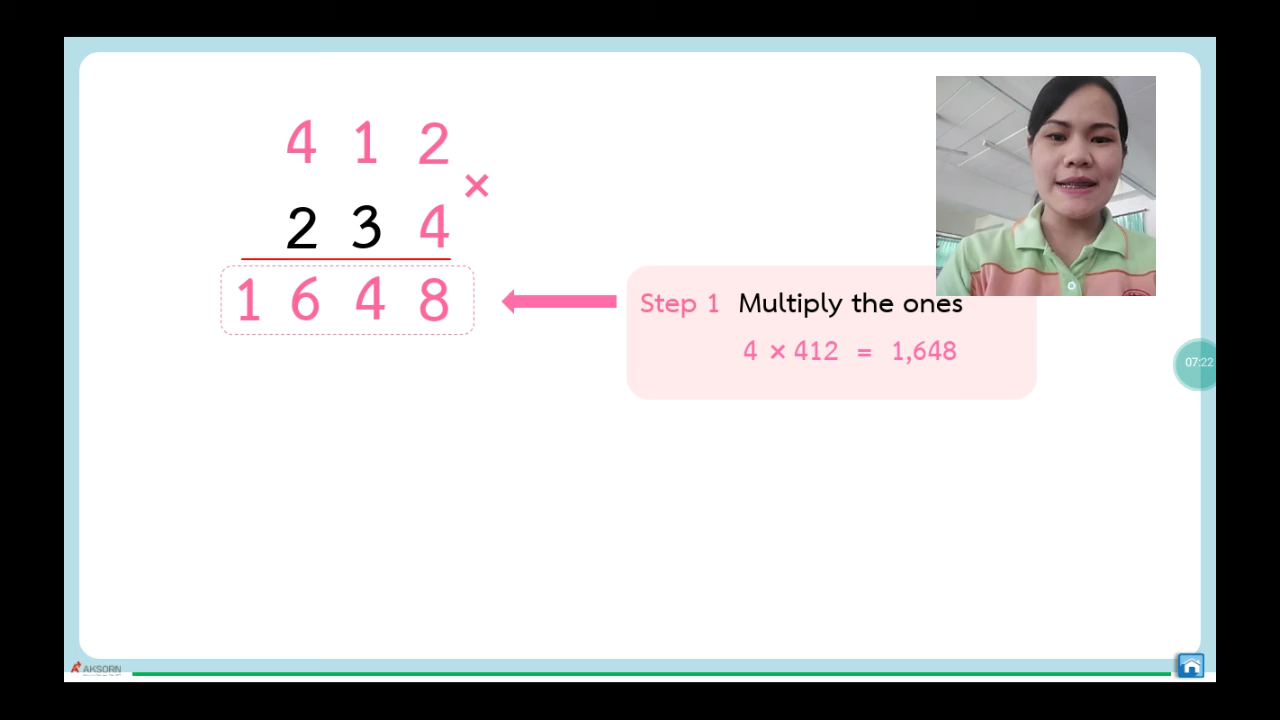 4 1 2
×
2 3 4
1 6 4 8
Step 1 Multiply the ones
4 × 412 = 1,648
07:22
AKSORN